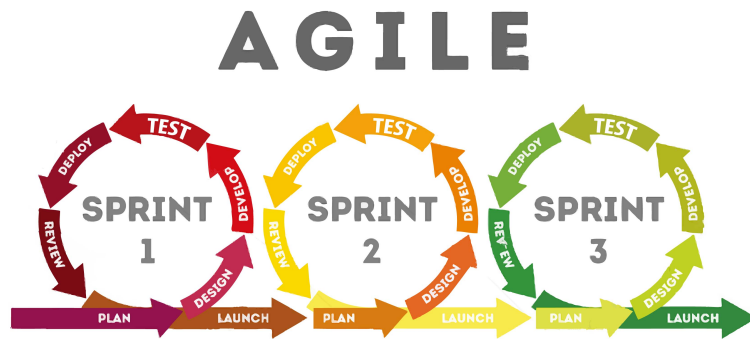 AGILE
TEST
DEPLOY
DEVELOP
SPRINT
1
REVIEW
DESIGN
PLAN
LAUNCH
TEST
DEPLOY
DEVELOP
SPRINT
2
REVIEW
DESIGN
PLAN
LAUNCH
TEST
DEPLOY
DEVELOP
SPRINT
3
REVIEW
DESIGN
PLAN
LAUNCH